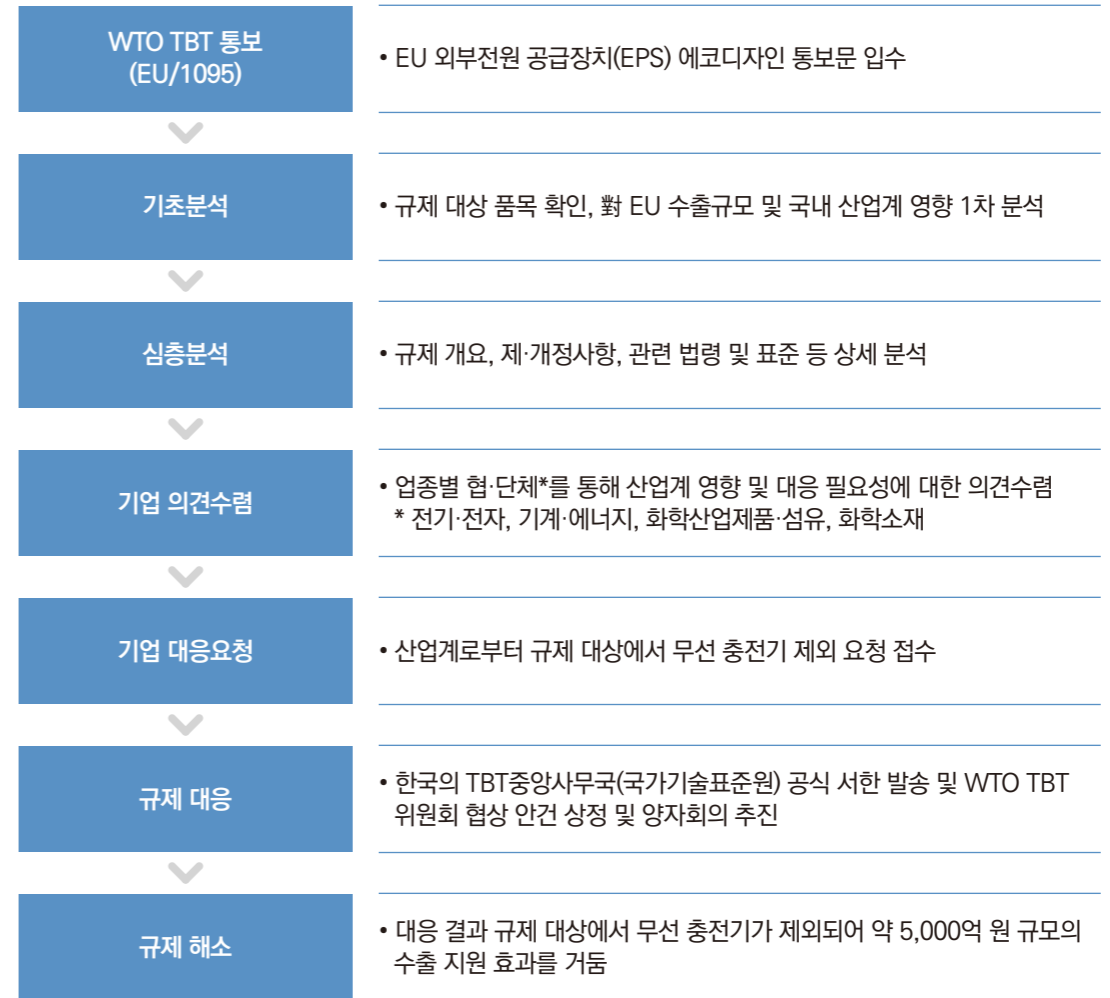 WTO TBT 통보
(EU/1095)
• EU 외부전원 공급장치(EPS) 에코디자인 통보문 입수
기초분석
• 규제 대상 품목 확인, 對 EU 수출규모 및 국내 산업계 영향 1차 분석
심층분석
• 규제 개요, 제·개정사항, 관련 법령 및 표준 등 상세 분석
기업 의견수렴
• 업종별 협·단체*를 통해 산업계 영향 및 대응 필요성에 대한 의견수렴
* 전기·전자, 기계·에너지, 화학산업제품·섬유, 화학소재
기업 대응요청
• 산업계로부터 규제 대상에서 무선 충전기 제외 요청 접수
규제 대응
• 한국의 TBT중앙사무국(국가기술표준원) 공식 서한 발송 및 WTO TBT
위원회 협상 안건 상정 및 양자회의 추진
규제 해소
• 대응 결과 규제 대상에서 무선 충전기가 제외되어 약 5,000억 원 규모의
수출 지원 효과를 거둠